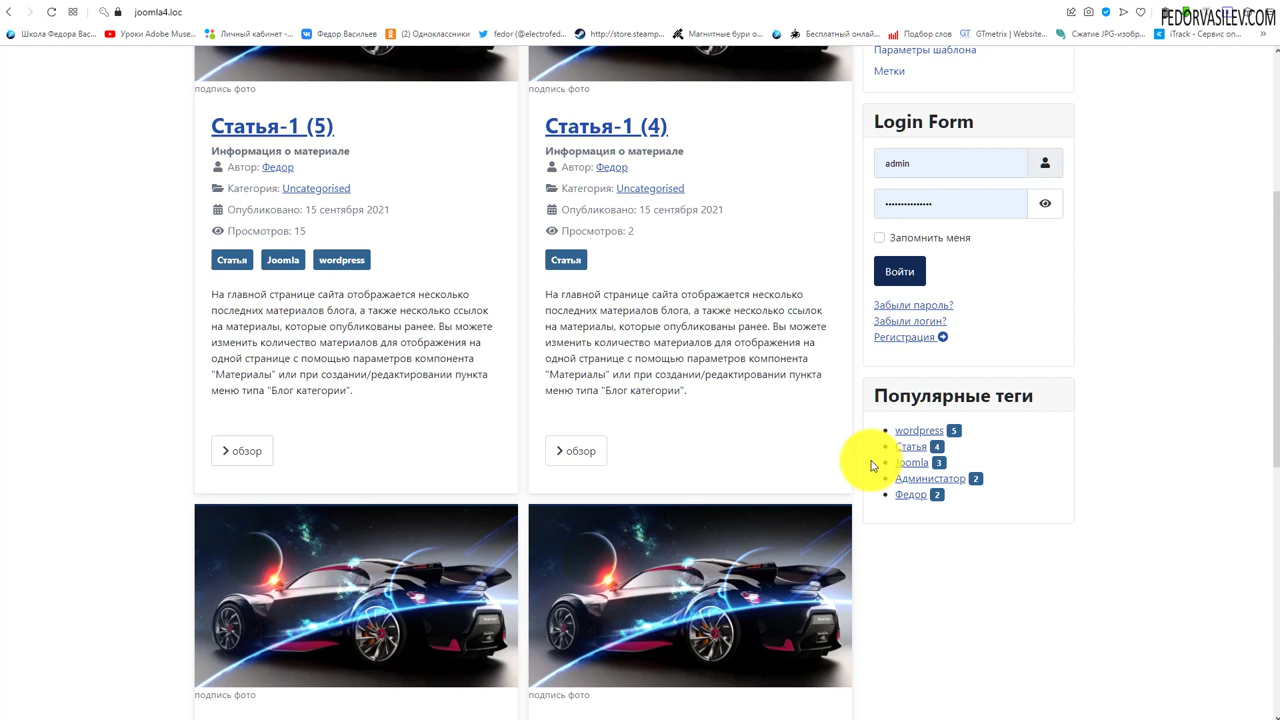 joomla4.loc
FEDORVASILEV.COM
Школа Федора Вас...
Уроки Adobe Muse...
Личный кабинет -...
Федор Васильев
(2) Одноклассники
fedor (@electrofed...
http://store.steamp...
Магнитные бури о...
Бесплатный онлай...
Подбор слов
GTmetrix | Website...
Сжатие JPG-изобр...
iTrack - Сервис оп...
подпись фото
Статья-1 (5)
Информация о материале
Автор: Федор
Категория: Uncategorised
Опубликовано: 15 сентября 2021
Просмотров: 15
Статья Joomla wordpress
На главной странице сайта отображается несколько
последних материалов блога, а также несколько ссылок
на материалы, которые опубликованы ранее. Вы можете
изменить количество материалов для отображения на
одной странице с помощью параметров компонента
"Материалы" или при создании/редактировании пункта
меню типа "Блог категории".
обзор
подпись фото
подпись фото
Статья-1 (4)
Информация о материале
Автор: Федор
Категория: Uncategorised
Опубликовано: 15 сентября 2021
Просмотров: 2
Статья
На главной странице сайта отображается несколько
последних материалов блога, а также несколько ссылок
на материалы, которые опубликованы ранее. Вы можете
изменить количество материалов для отображения на
одной странице с помощью параметров компонента
"Материалы" или при создании/редактировании пункта
меню типа "Блог категории".
обзор
подпись фото
Параметры шаблона
Метки
Login Form
admin
Запомнить меня
Войти
Забыли пароль?
Забыли логин?
Регистрация
Популярные теги
wordpress 5
Статья 4
Joomla 3
Администатор 2
Федор 2